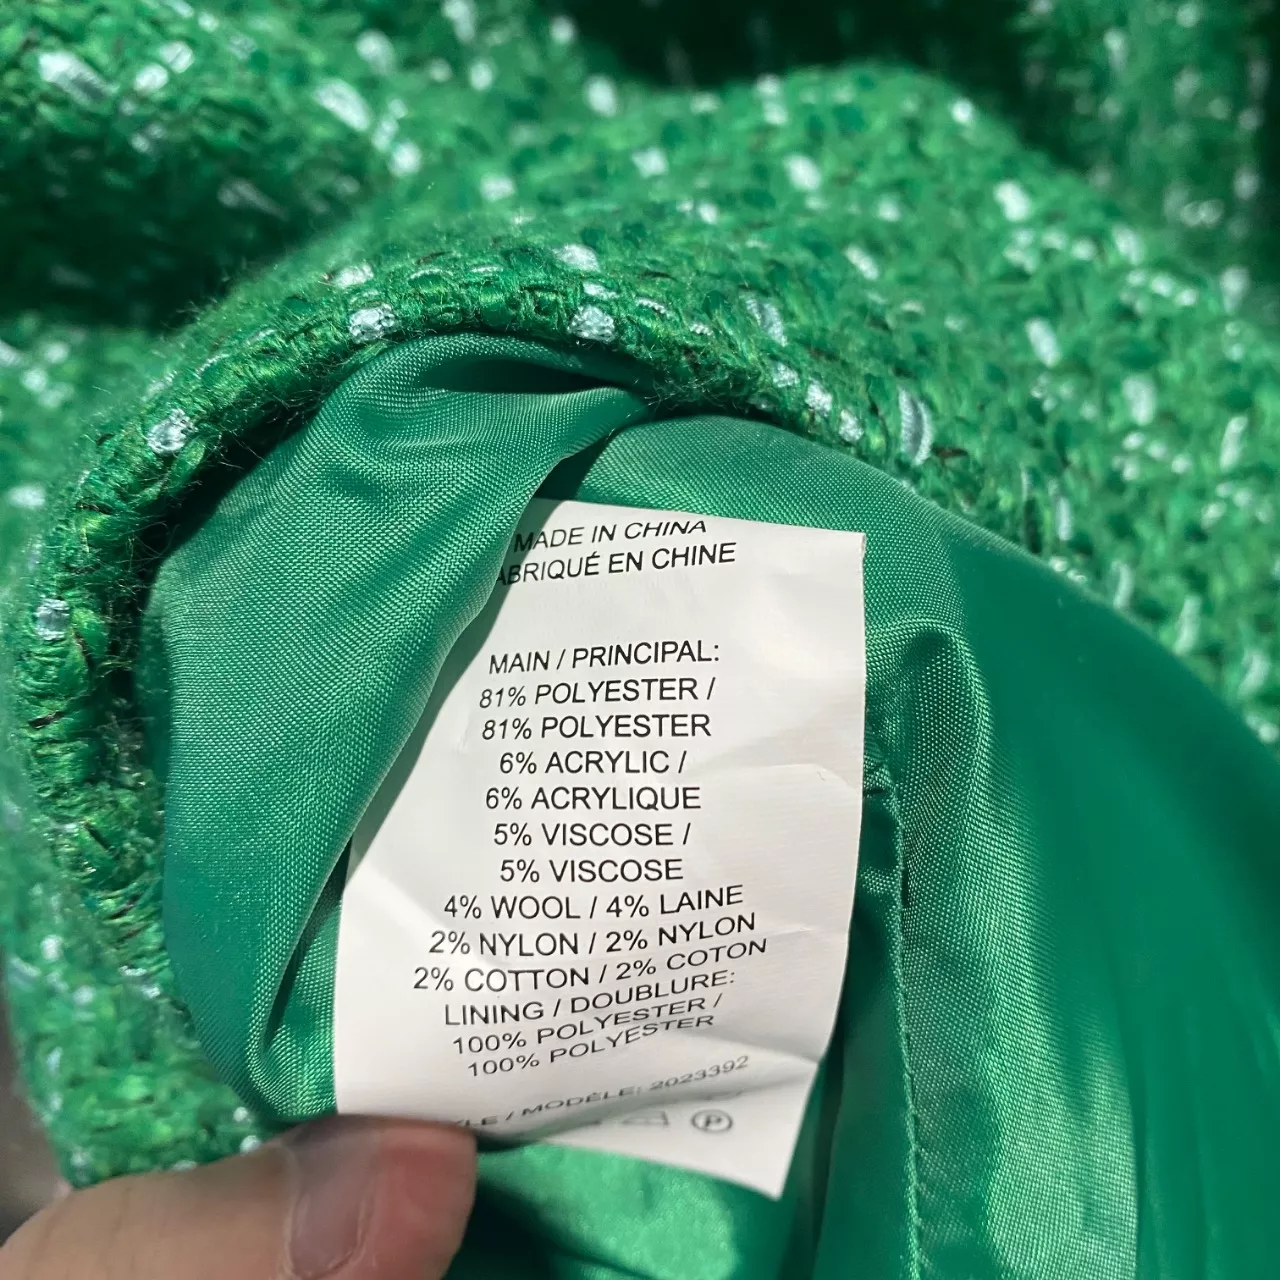 MADE IN CHINA
ABRIQUÉ EN CHINE
MAIN / PRINCIPAL:
81% POLYESTER /
81% POLYESTER
6% ACRYLIC /
6% ACRYLIQUE
5% VISCOSE /
5% VISCOSE
4% WOOL / 4% LAINE
2% NYLON / 2% NYLON
2% COTTON / 2% COTON
LINING / DOUBLURE:
100% POLYESTER /
100% POLYESTER
YLE / MODÈLE: 2023392
P